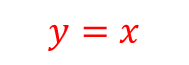 y = x